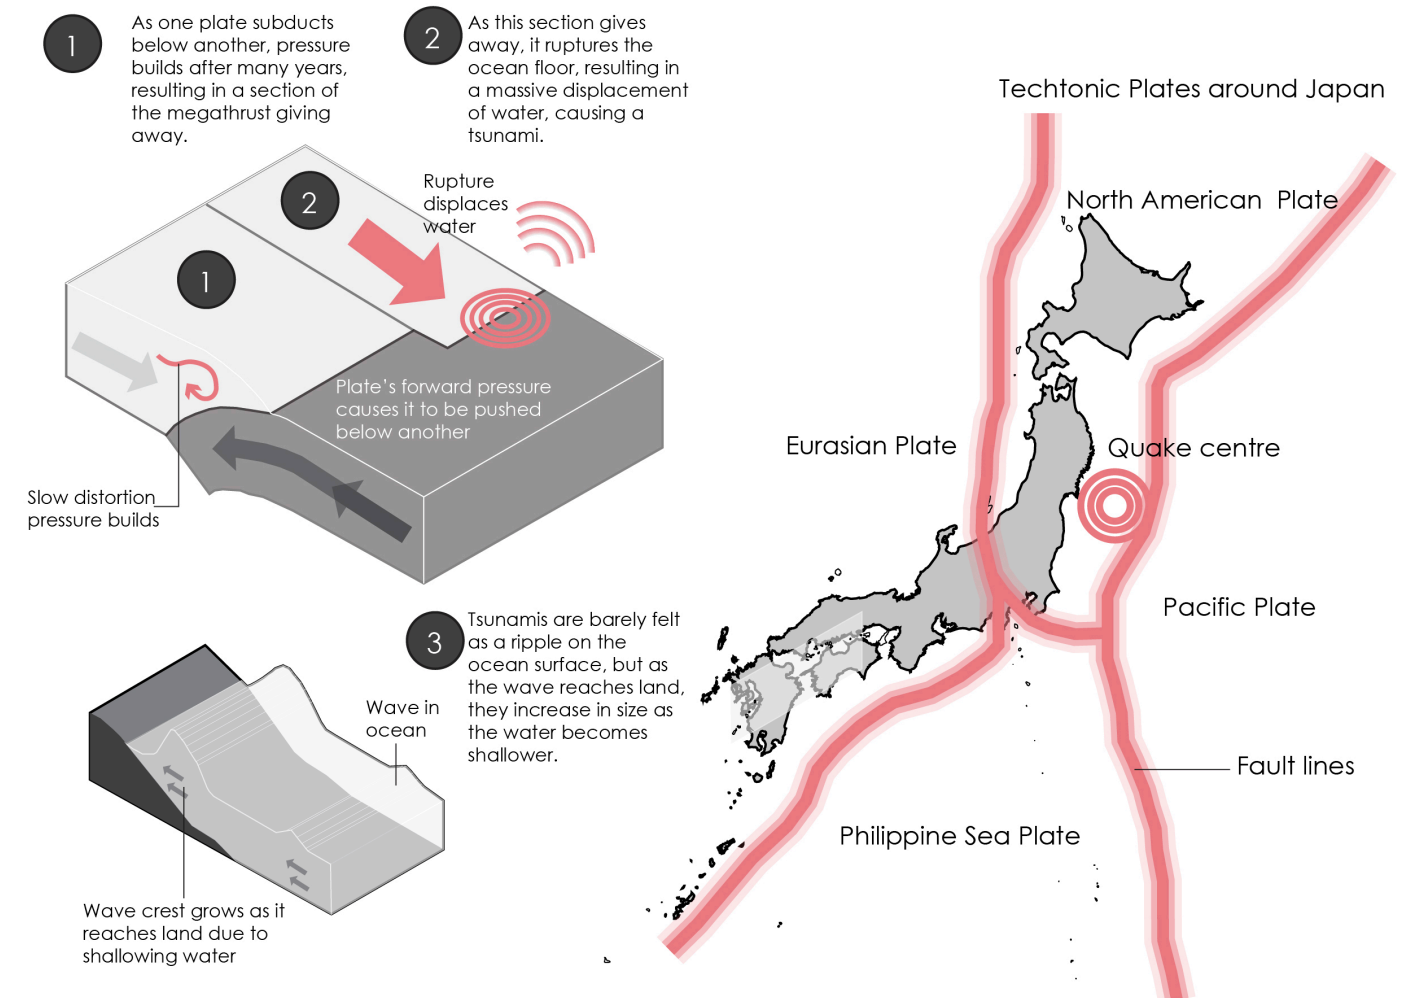 1
As one plate subducts
below another, pressure
builds after many years,
resulting in a section of
the megathrust giving
away.
2
As this section gives
away, it ruptures the
ocean floor, resulting in
a massive displacement
of water, causing a
tsunami.
Rupture
displaces
water
2
1
Plate's forward pressure
causes it to be pushed
below another
Slow distortion
pressure builds
3
Tsunamis are barely felt
as a ripple on the
ocean surface, but as
the wave reaches land,
they increase in size as
the water becomes
shallower.
Wave in
ocean
Wave crest grows as it
reaches land due to
shallowing water
Techtonic Plates around Japan
North American Plate
Eurasian Plate
Quake centre
Pacific Plate
Fault lines
Philippine Sea Plate